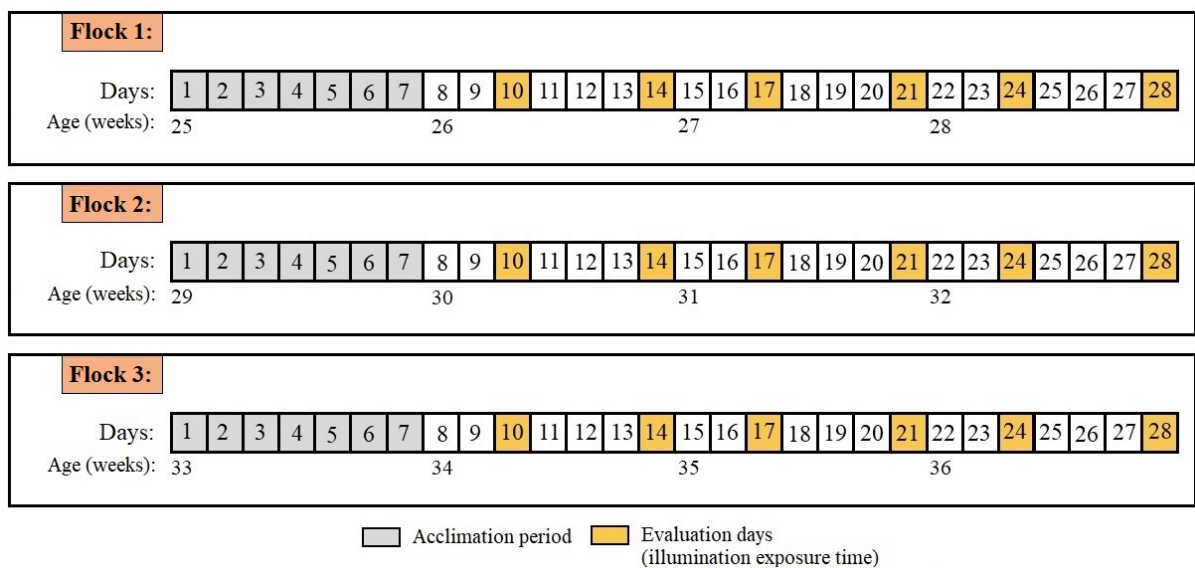 Flock 1:
Days: 1 2 3 4 5 6 7 8 9 10 11 12 13 14 15 16 17 18 19 20 21 22 23 24 25 26 27 28
Age (weeks): 25 26 27 28
Flock 2:
Days: 1 2 3 4 5 6 7 8 9 10 11 12 13 14 15 16 17 18 19 20 21 22 23 24 25 26 27 28
Age (weeks): 29 30 31 32
Flock 3:
Days: 1 2 3 4 5 6 7 8 9 10 11 12 13 14 15 16 17 18 19 20 21 22 23 24 25 26 27 28
Age (weeks): 33 34 35 36
Acclimation period Evaluation days
(illumination exposure time)